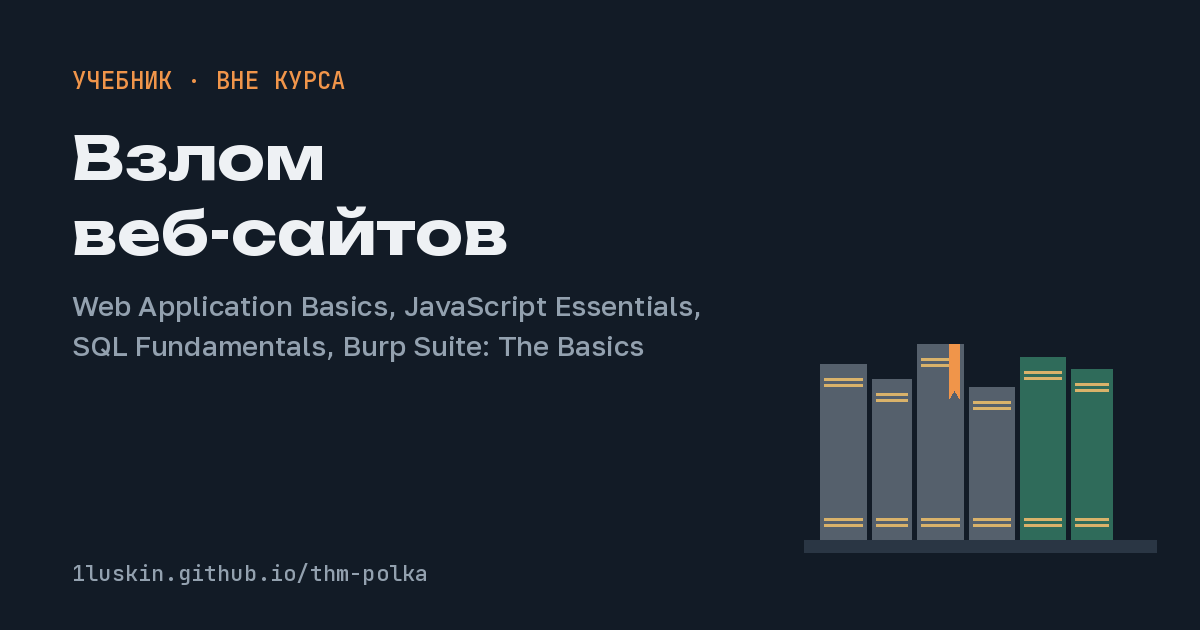 УЧЕБНИК · ВНЕ КУРСА
Взлом
веб-сайтов
Web Application Basics, JavaScript Essentials,
SQL Fundamentals, Burp Suite: The Basics
1luskin.github.io/thm-polka